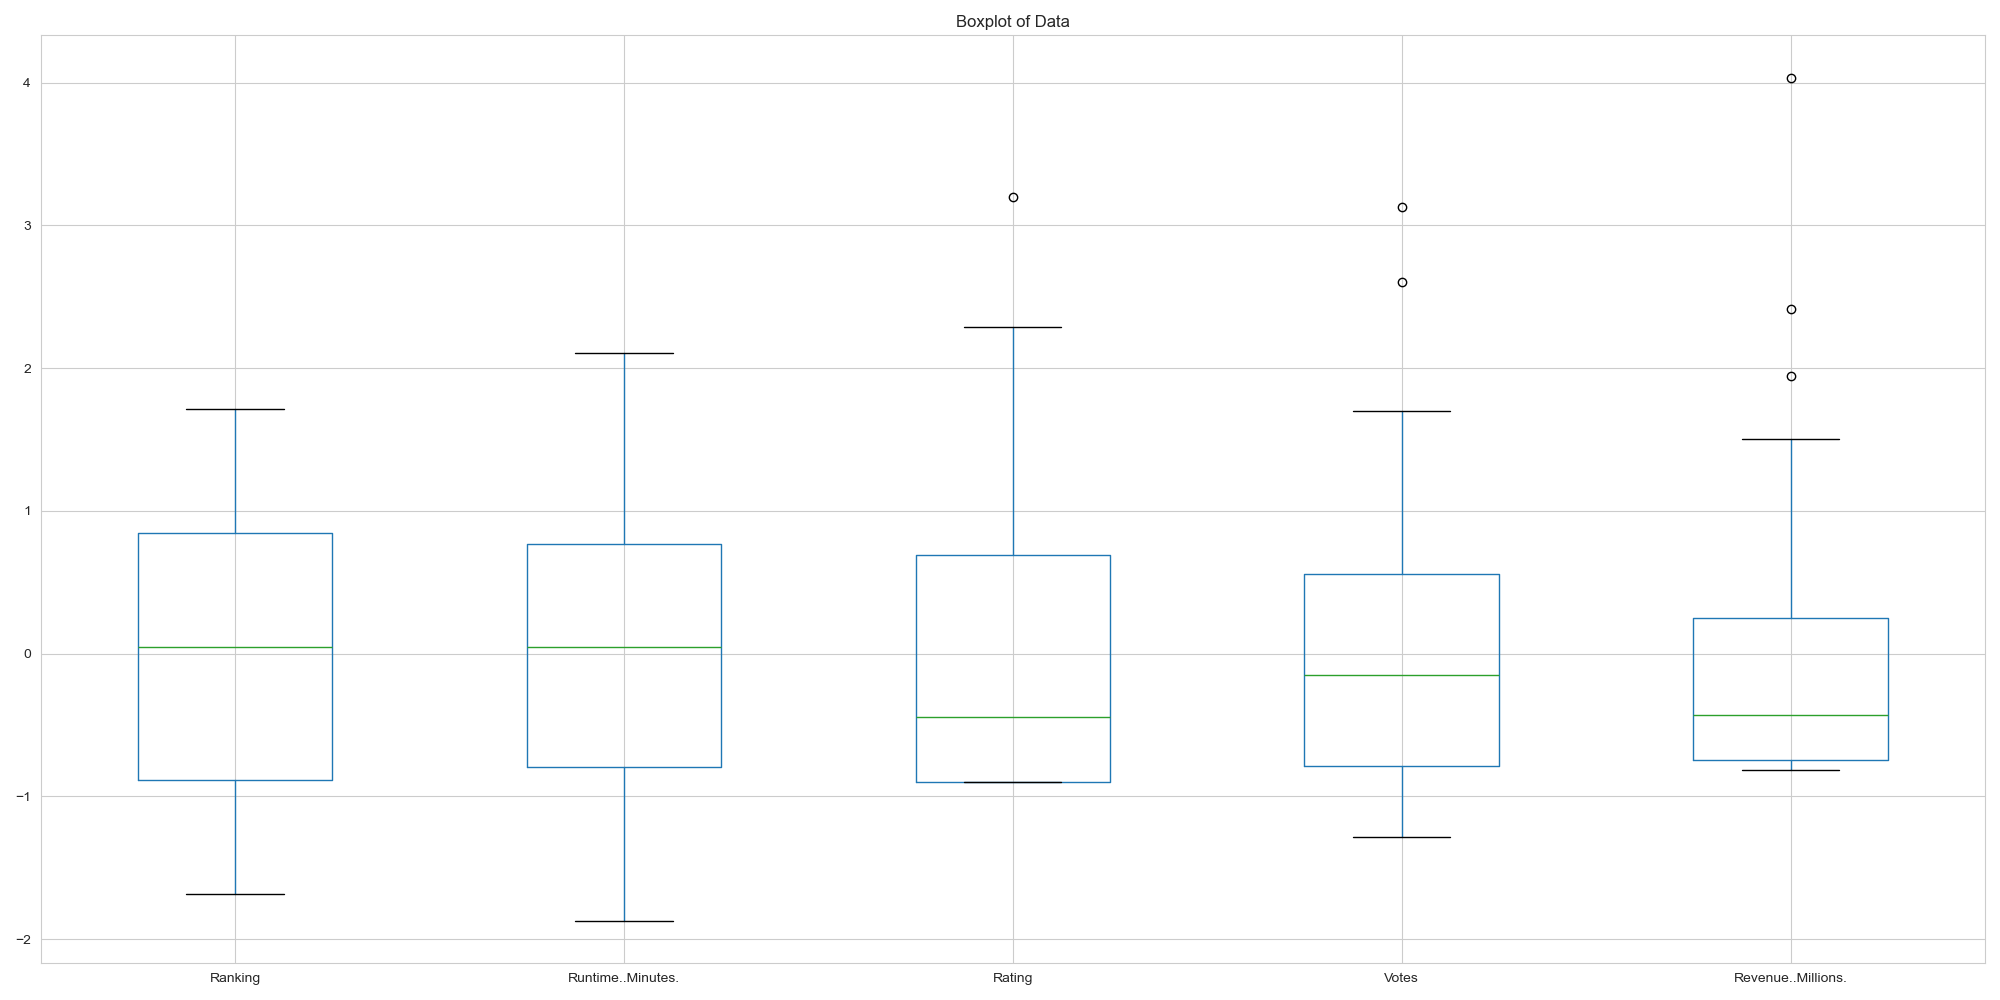 Boxplot of Data
4
3
2
1
0
−1
−2
Ranking
Runtime..Minutes.
Rating
Votes
Revenue..Millions.